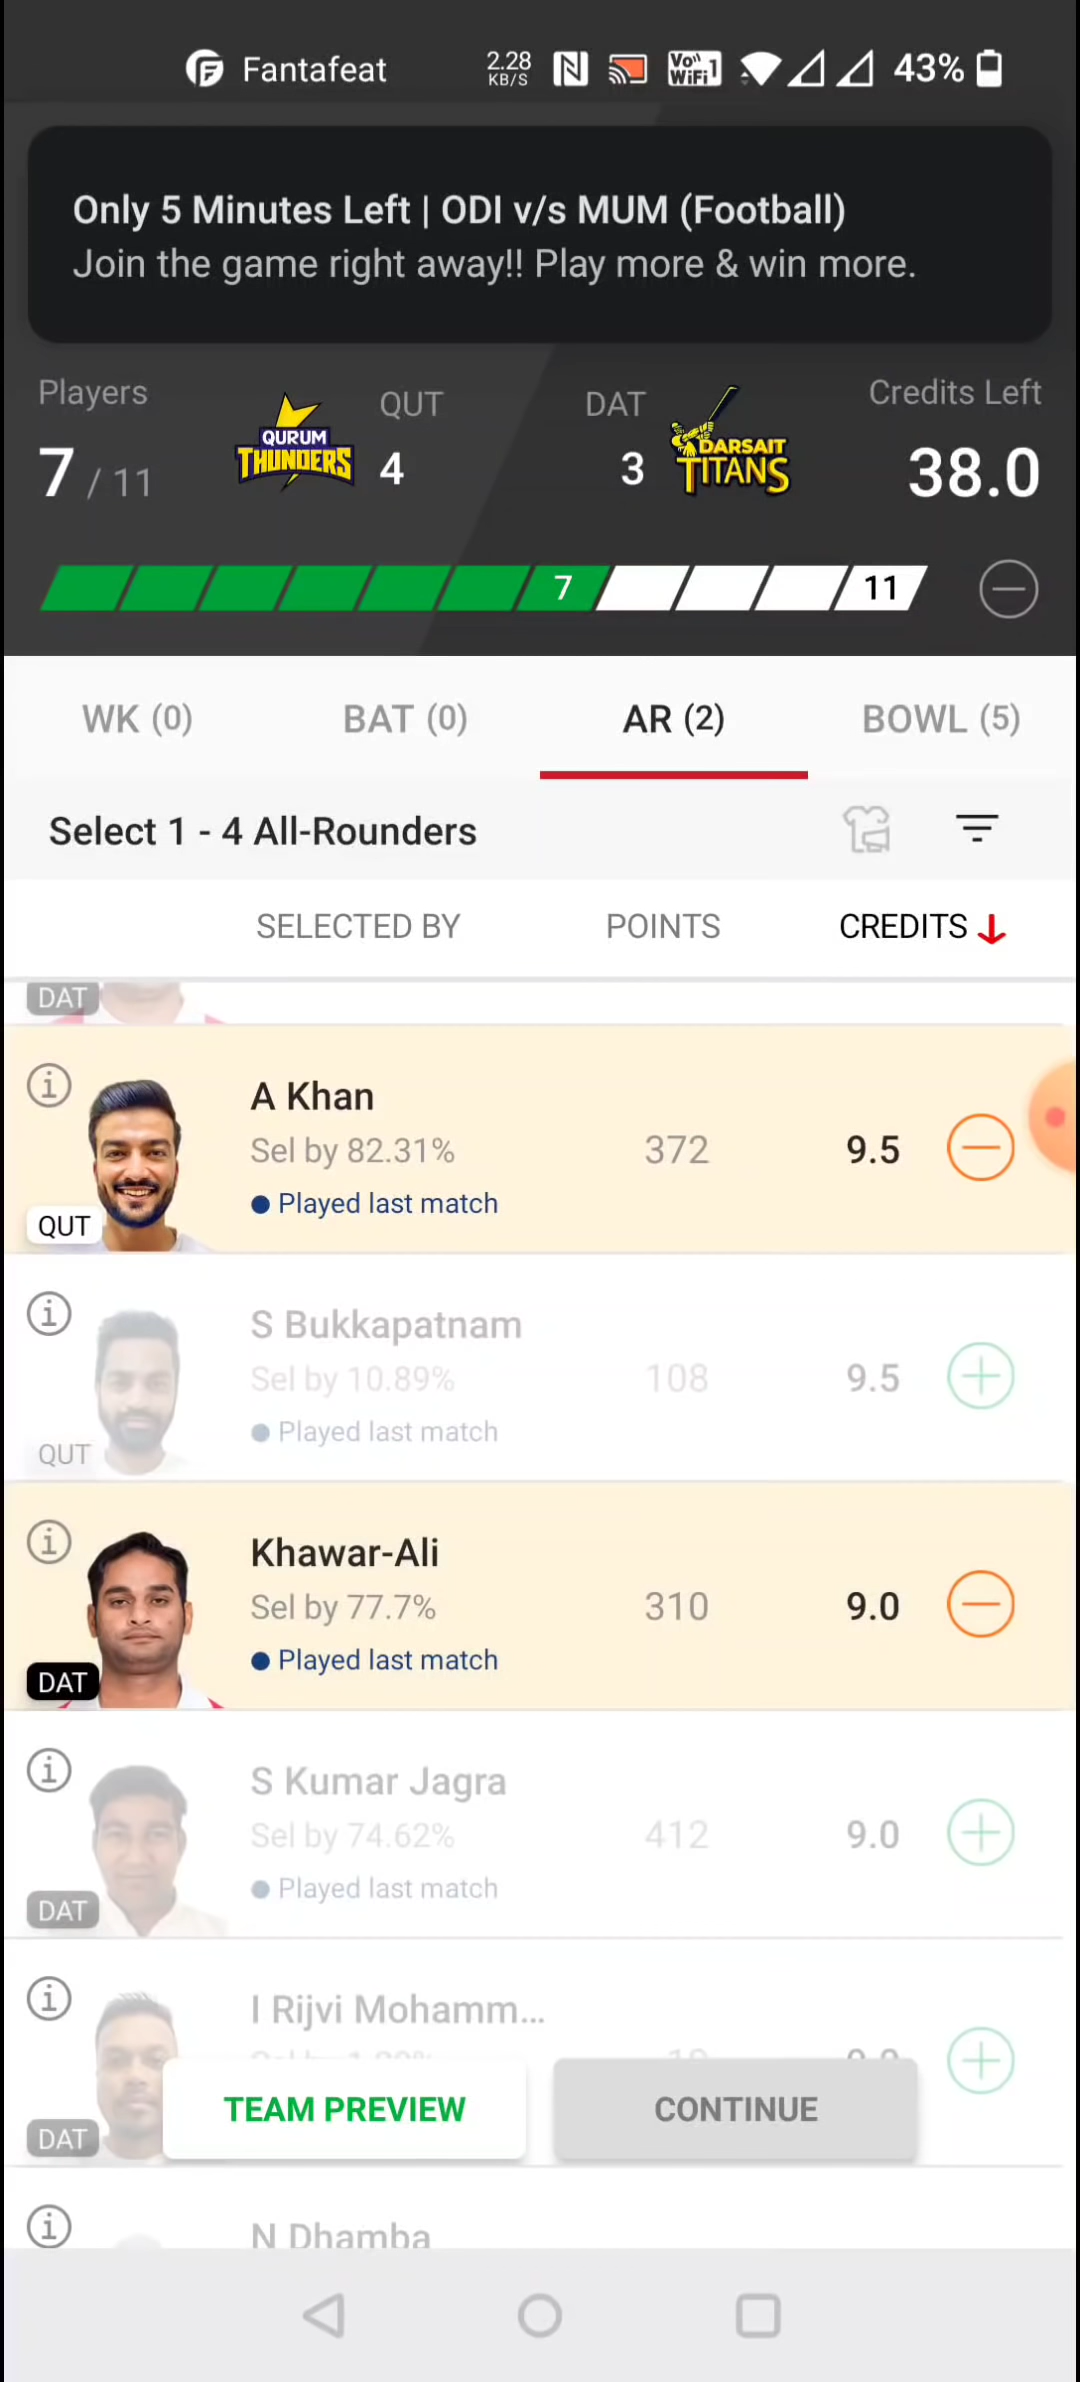 Fantafeat
2.28 KB/S
Vo WiFi 1
43%
Only 5 Minutes Left | ODI v/s MUM (Football)
Join the game right away!! Play more & win more.
Players
QUT
DAT
Credits Left
7 / 11
QURUM THUNDERS
4
3
DARSAIT TITANS
38.0
7
11
WK (0)
BAT (0)
AR (2)
BOWL (5)
Select 1 - 4 All-Rounders
SELECTED BY
POINTS
CREDITS
DAT
A Khan
Sel by 82.31%
372
9.5
Played last match
QUT
S Bukkapatnam
Sel by 10.89%
108
9.5
Played last match
QUT
Khawar-Ali
Sel by 77.7%
310
9.0
Played last match
DAT
S Kumar Jagra
Sel by 74.62%
412
9.0
Played last match
DAT
I Rijvi Mohamm...
TEAM PREVIEW
CONTINUE
DAT
N Dhamba